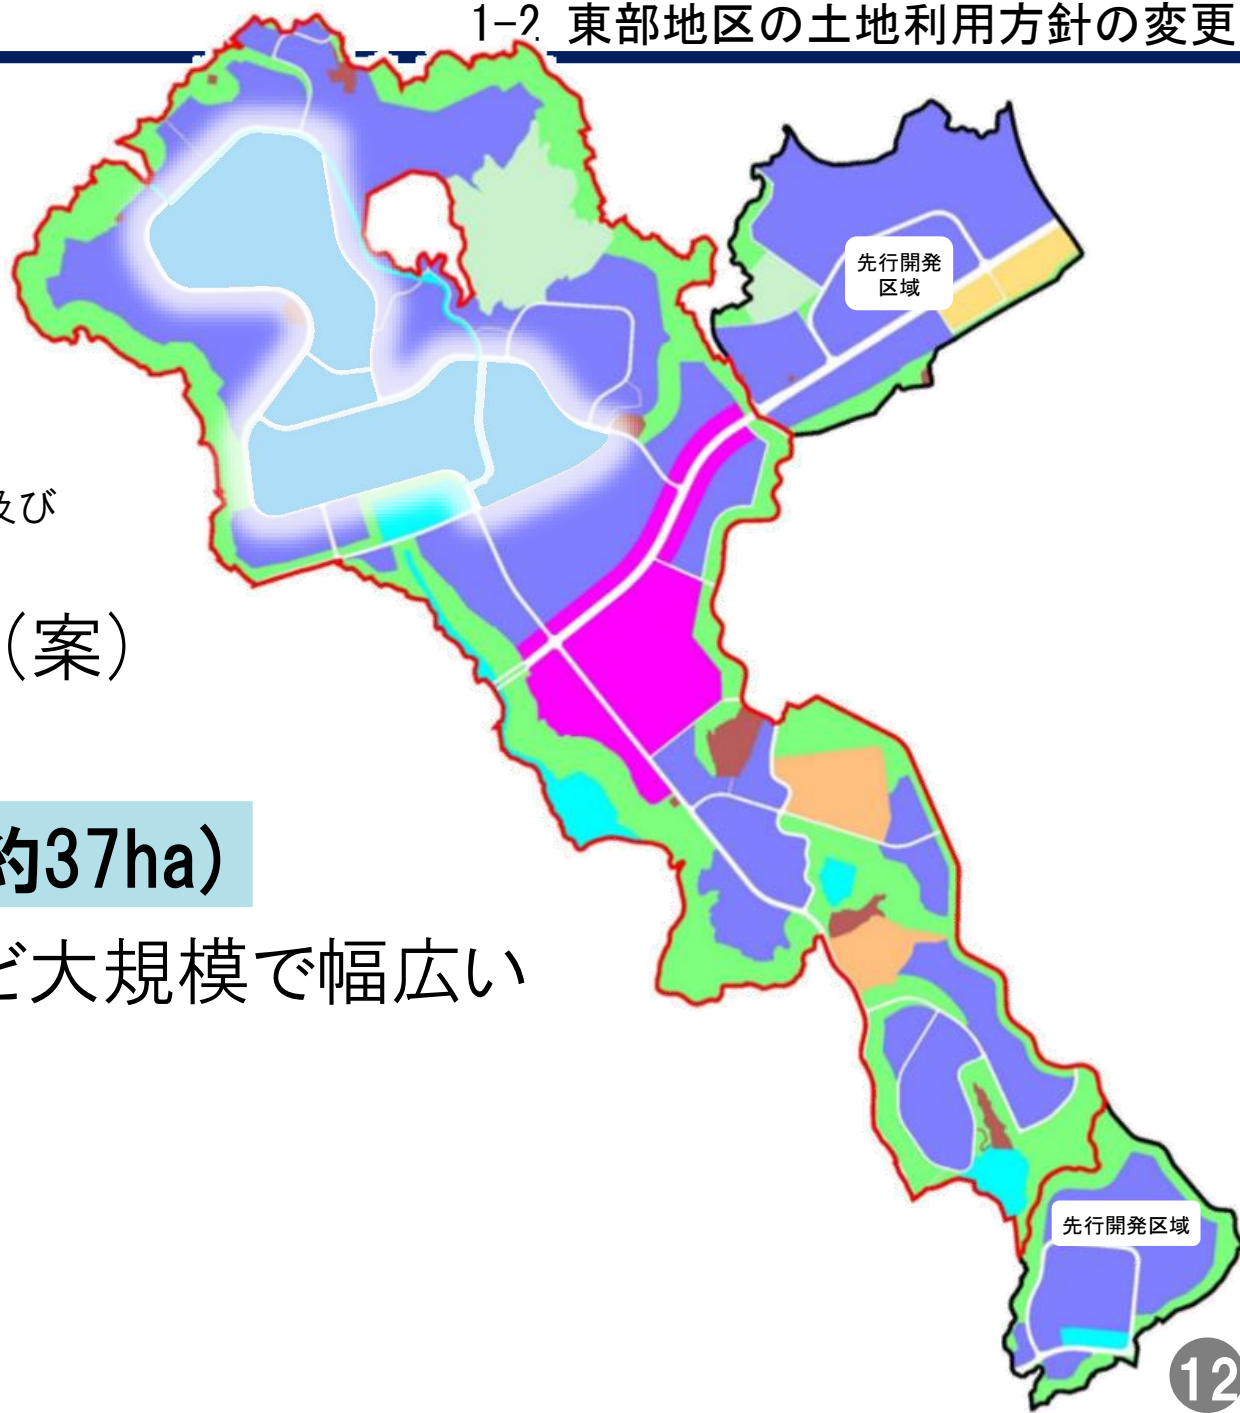 1-2 東部地区の土地利用方針の変更
先行開発
区域
及び
（案）
約37ha）
ど大規模で幅広い
先行開発区域
12